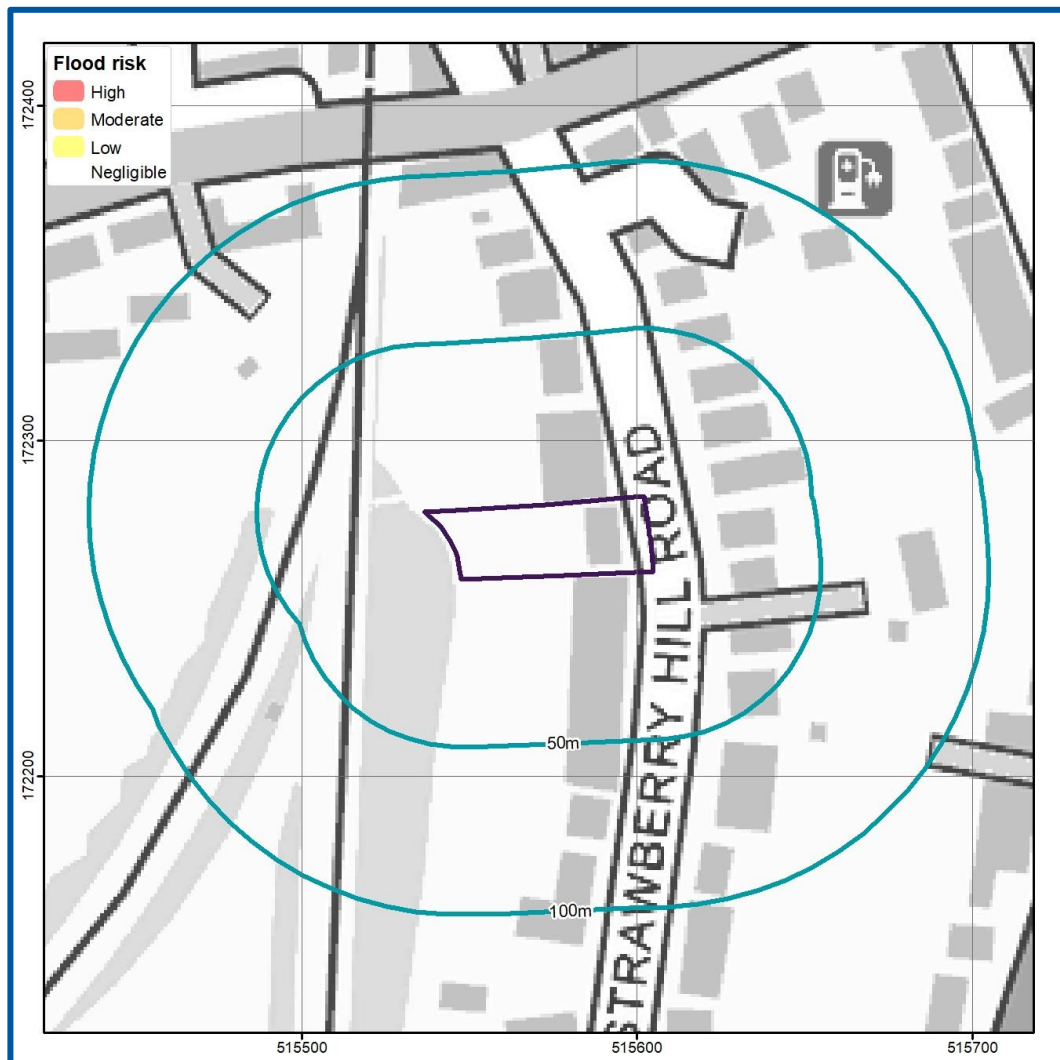 Flood risk
High
Moderate
Low
Negligible
172400
172300
172200
STRAWBERRY HILL ROAD
50m
100m
515500
515600
515700